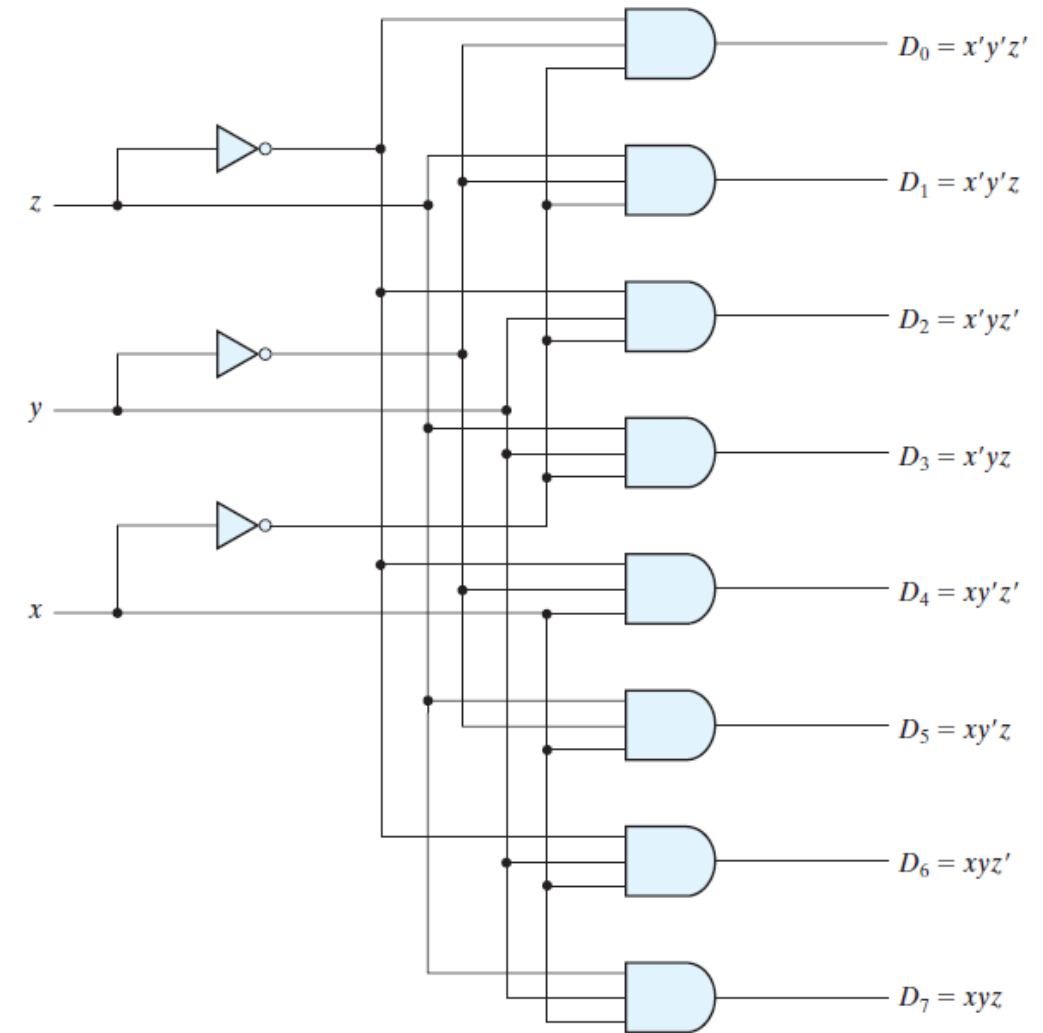 D₀ = x'y'z'
z
D₁ = x'y'z
D₂ = x'yz'
y
D₃ = x'yz
x
D₄ = xy'z'
D₅ = xy'z
D₆ = xyz'
D₇ = xyz